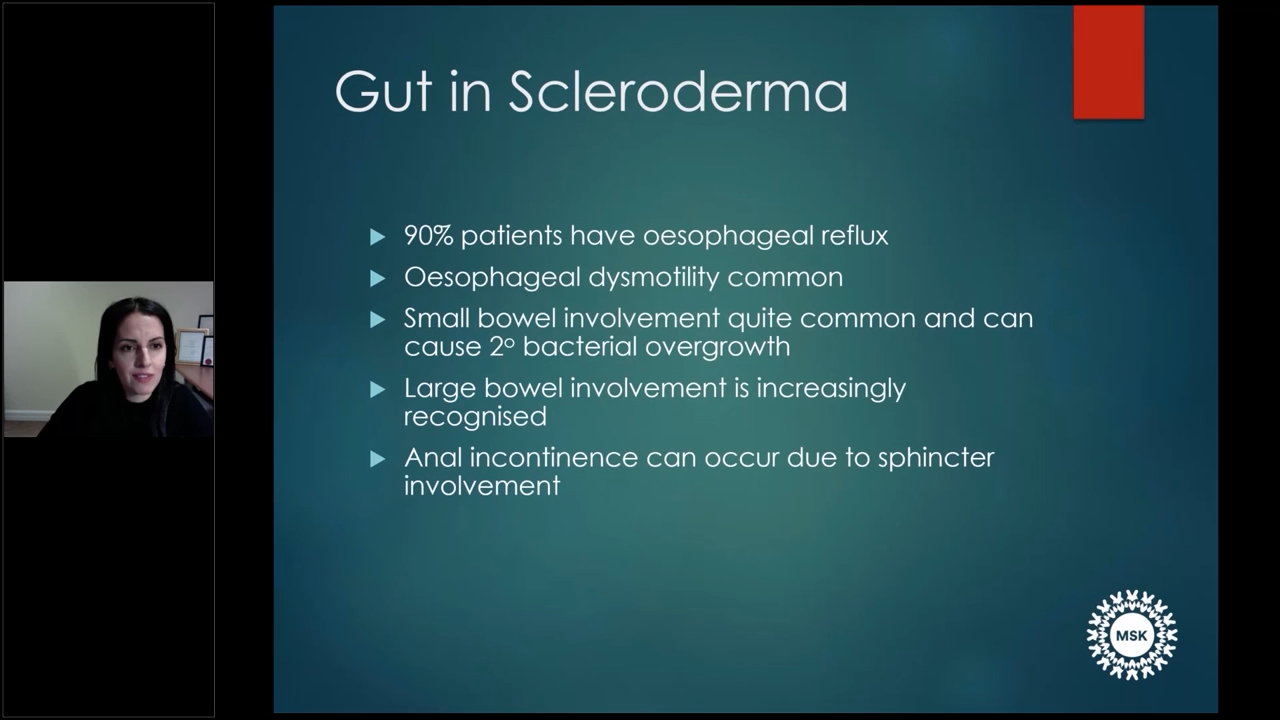 Gut in Scleroderma
90% patients have oesophageal reflux
Oesophageal dysmotility common
Small bowel involvement quite common and can
cause 2º bacterial overgrowth
Large bowel involvement is increasingly
recognised
Anal incontinence can occur due to sphincter
involvement
MSK